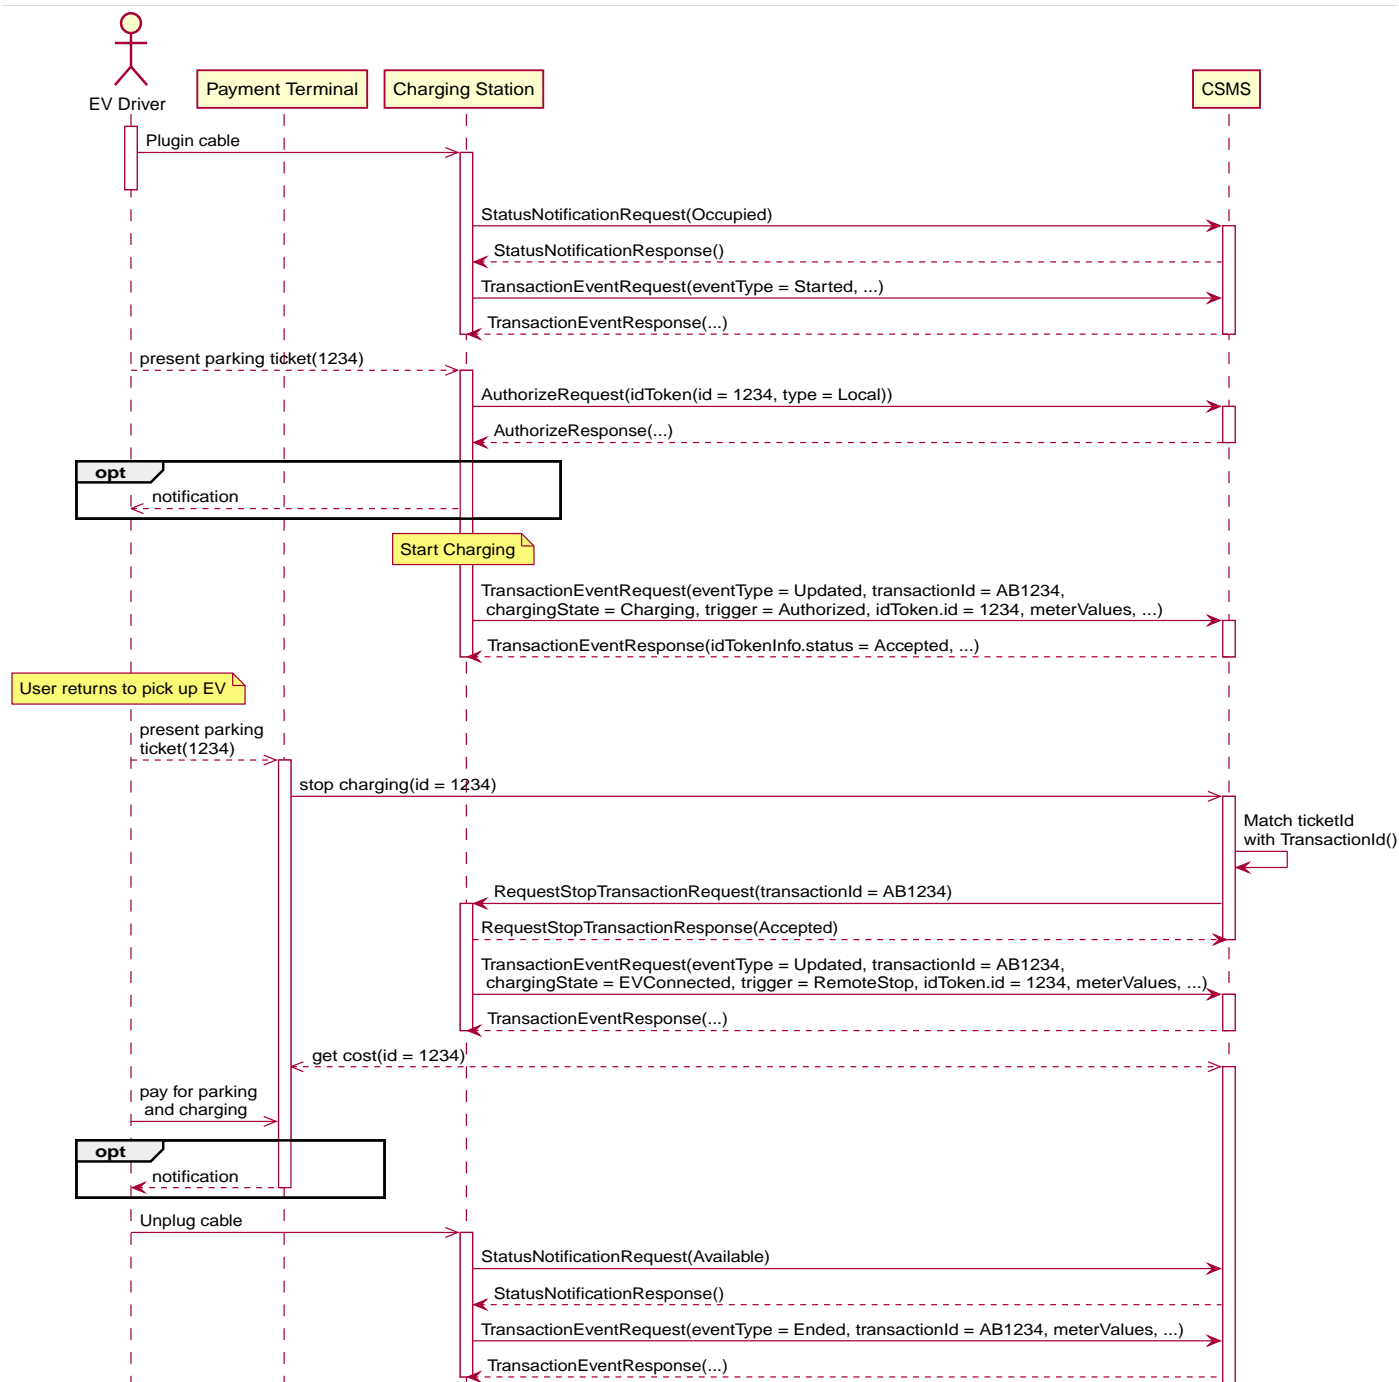 EV Driver
Payment Terminal
Charging Station
CSMS
Plugin cable
StatusNotificationRequest(Occupied)
StatusNotificationResponse()
TransactionEventRequest(eventType = Started, ...)
TransactionEventResponse(...)
present parking ticket(1234)
AuthorizeRequest(idToken(id = 1234, type = Local))
AuthorizeResponse(...)
opt
notification
Start Charging
TransactionEventRequest(eventType = Updated, transactionId = AB1234,
chargingState = Charging, trigger = Authorized, idToken.id = 1234, meterValues, ...)
TransactionEventResponse(idTokenInfo.status = Accepted, ...)
User returns to pick up EV
present parking
ticket(1234)
stop charging(id = 1234)
Match ticketId
with TransactionId()
RequestStopTransactionRequest(transactionId = AB1234)
RequestStopTransactionResponse(Accepted)
TransactionEventRequest(eventType = Updated, transactionId = AB1234,
chargingState = EVConnected, trigger = RemoteStop, idToken.id = 1234, meterValues, ...)
TransactionEventResponse(...)
get cost(id = 1234)
pay for parking
and charging
opt
notification
Unplug cable
StatusNotificationRequest(Available)
StatusNotificationResponse()
TransactionEventRequest(eventType = Ended, transactionId = AB1234, meterValues, ...)
TransactionEventResponse(...)